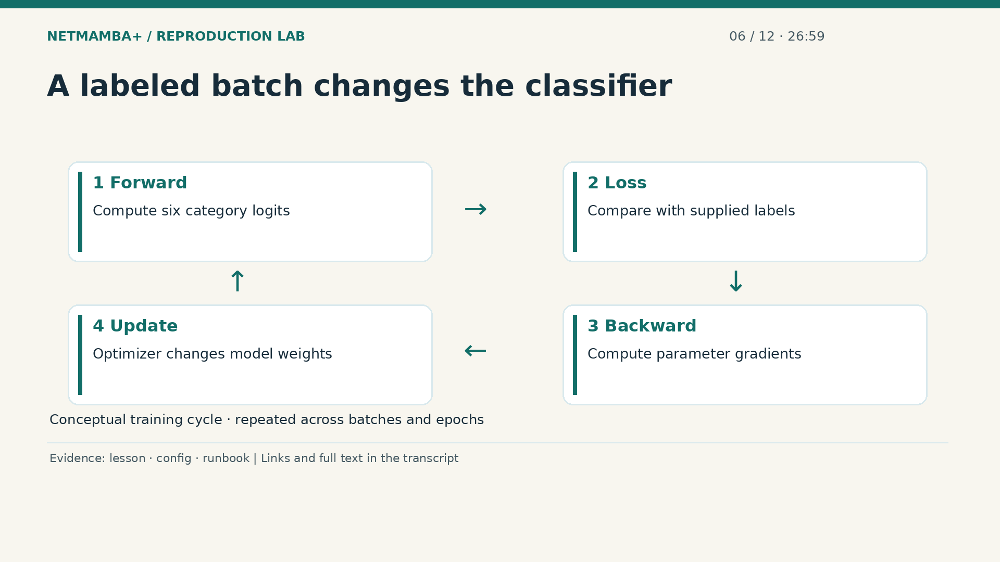 NETMAMBA+ / REPRODUCTION LAB
06 / 12 · 26:59
A labeled batch changes the classifier
1 Forward
Compute six category logits
→
2 Loss
Compare with supplied labels
↑
↓
4 Update
Optimizer changes model weights
←
3 Backward
Compute parameter gradients
Conceptual training cycle · repeated across batches and epochs
Evidence: lesson · config · runbook | Links and full text in the transcript